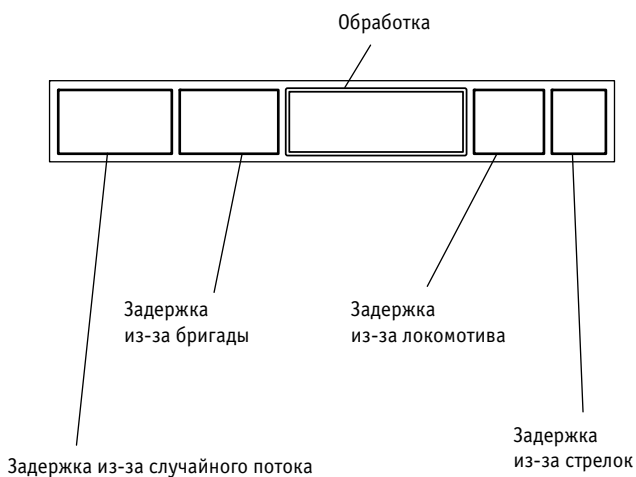 Обработка
Задержка
из-за бригады
Задержка
из-за локомотива
Задержка
из-за стрелок
Задержка из-за случайного потока